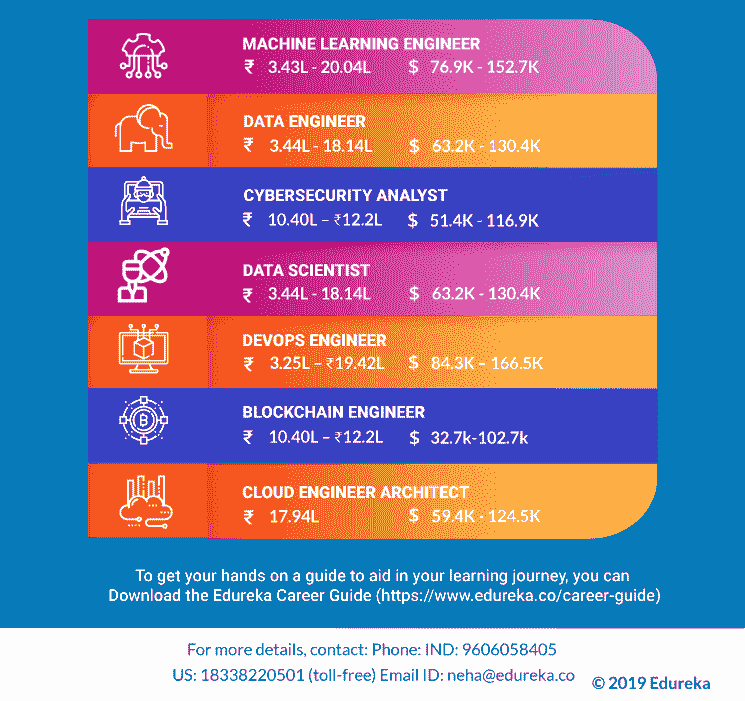 MACHINE LEARNING ENGINEER
₹ 3.43L - 20.04L $ 76.9K - 152.7K
DATA ENGINEER
₹ 3.44L - 18.14L $ 63.2K - 130.4K
CYBERSECURITY ANALYST
₹ 10.40L – ₹12.2L $ 51.4K - 116.9K
DATA SCIENTIST
₹ 3.44L - 18.14L $ 63.2K - 130.4K
DEVOPS ENGINEER
₹ 3.25L – ₹19.42L $ 84.3K – 166.5K
BLOCKCHAIN ENGINEER
₹ 10.40L – ₹12.2L $ 32.7k-102.7k
CLOUD ENGINEER ARCHITECT
₹ 17.94L $ 59.4K - 124.5K
To get your hands on a guide to aid in your learning journey, you can
Download the Edureka Career Guide (https://www.edureka.co/career-guide)
For more details, contact: Phone: IND: 9606058405
US: 18338220501 (toll-free) Email ID: neha@edureka.co
© 2019 Edureka